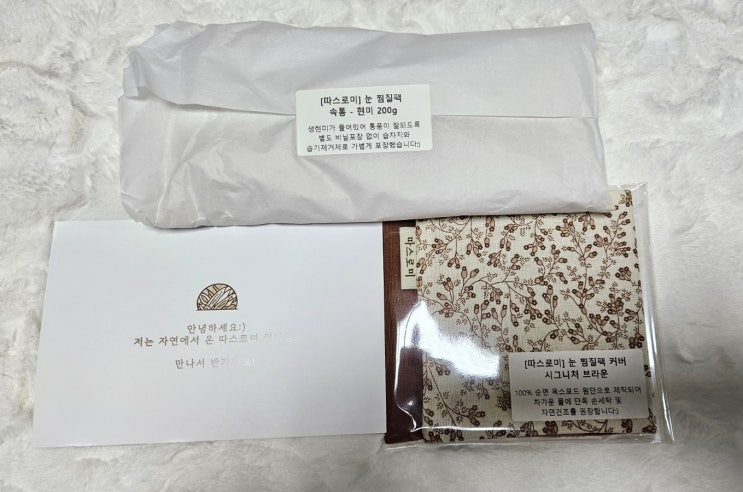 [따스로미] 눈 찜질팩
속통 - 현미 200g
생현미가 들어있어 통풍이 잘되도록
별도 비닐포장 없이 습자지와
습기제거제로 가볍게 포장했습니다:)
따스로미
안녕하세요:)
저는 자연에서 온 따스로미
만나서
[따스로미] 눈 찜질팩 커버
시그니처 브라운
100% 순면 옥스포드 원단으로 제작되어
차가운 물에 단독 손세탁 및
자연건조를 권장합니다:)